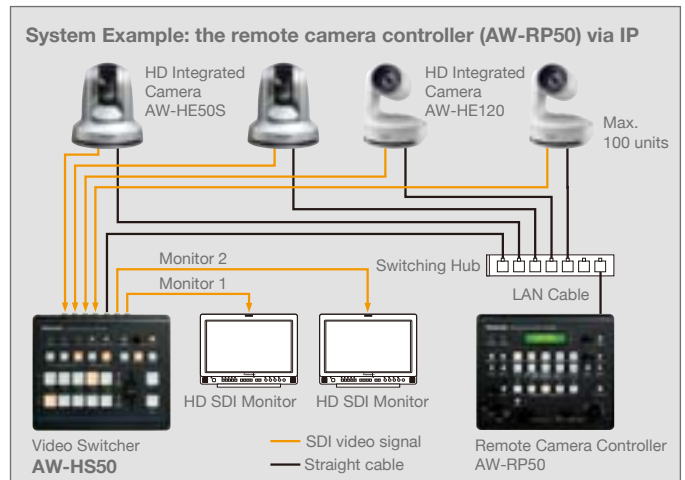 System Example: the remote camera controller (AW-RP50) via IP
HD Integrated
Camera
AW-HE50S
HD Integrated
Camera
AW-HE120
Max.
100 units
Monitor 2
Monitor 1
Switching Hub
LAN Cable
HD SDI Monitor
HD SDI Monitor
Video Switcher
AW-HS50
SDI video signal
Straight cable
Remote Camera Controller
AW-RP50